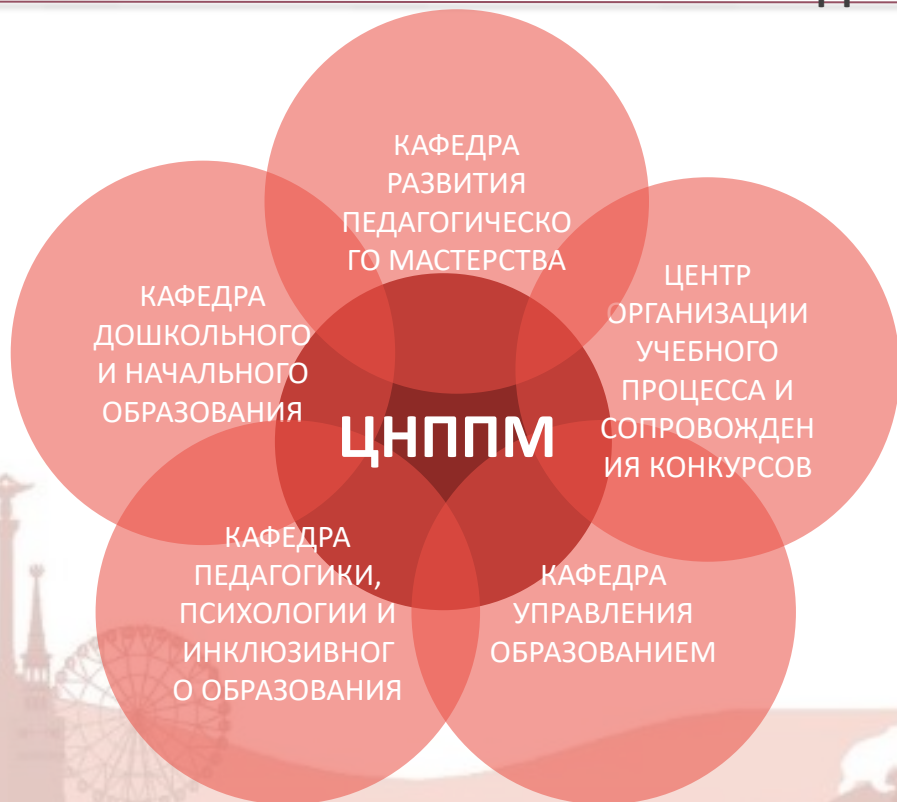 КАФЕДРА
РАЗВИТИЯ
ПЕДАГОГИЧЕСКО
ГО МАСТЕРСТВА
КАФЕДРА
ДОШКОЛЬНОГО
И НАЧАЛЬНОГО
ОБРАЗОВАНИЯ
ЦЕНТР
ОРГАНИЗАЦИИ
УЧЕБНОГО
ПРОЦЕССА И
СОПРОВОЖДЕН
ИЯ КОНКУРСОВ
ЦНППМ
КАФЕДРА
ПЕДАГОГИКИ,
ПСИХОЛОГИИ И
ИНКЛЮЗИВНОГ
О ОБРАЗОВАНИЯ
КАФЕДРА
УПРАВЛЕНИЯ
ОБРАЗОВАНИЕМ